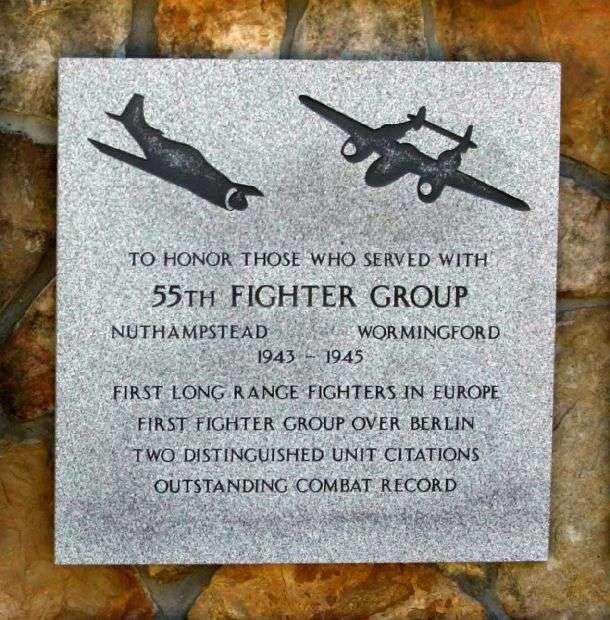 TO HONOR THOSE WHO SERVED WITH
55TH FIGHTER GROUP
NUTHAMPSTEAD WORMINGFORD
1943 - 1945
FIRST LONG RANGE FIGHTERS IN EUROPE
FIRST FIGHTER GROUP OVER BERLIN
TWO DISTINGUISHED UNIT CITATIONS
OUTSTANDING COMBAT RECORD